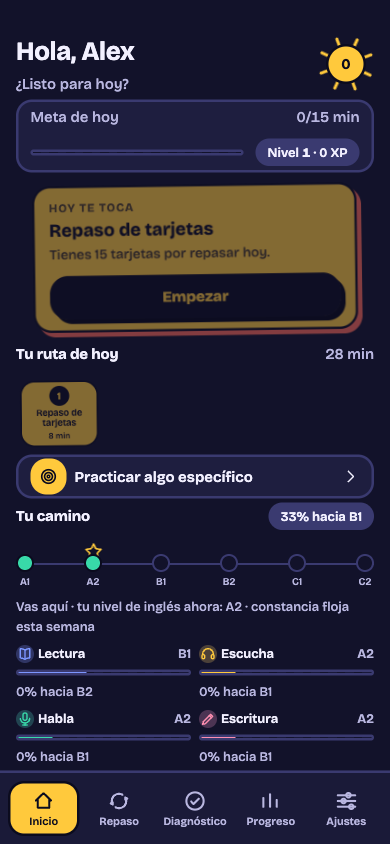 Hola, Alex
0
¿Listo para hoy?
Meta de hoy
0/15 min
Nivel 1 · 0 XP
HOY TE TOCA
Repaso de tarjetas
Tienes 15 tarjetas por repasar hoy.
Empezar
Tu ruta de hoy
28 min
1
Repaso de
tarjetas
8 min
Practicar algo específico
Tu camino
33% hacia B1
A1
A2
B1
B2
C1
C2
Vas aquí · tu nivel de inglés ahora: A2 · constancia floja
esta semana
Lectura
B1
0% hacia B2
Escucha
A2
0% hacia B1
Habla
A2
0% hacia B1
Escritura
A2
0% hacia B1
Inicio
Repaso
Diagnóstico
Progreso
Ajustes